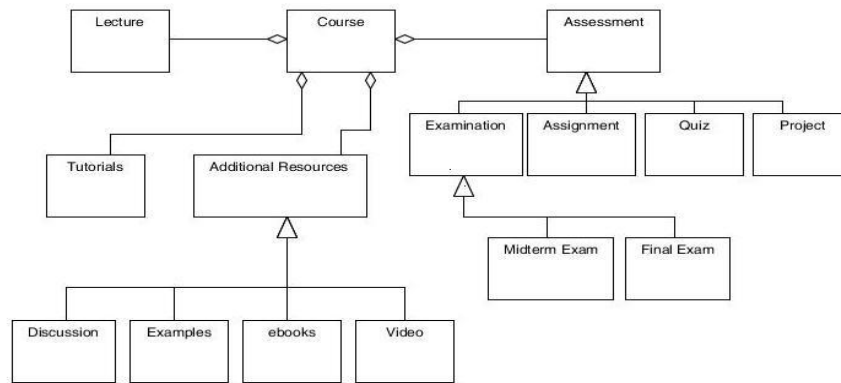 Lecture
Course
Assessment
Examination
Assignment
Quiz
Project
Tutorials
Additional Resources
Midterm Exam
Final Exam
Discussion
Examples
ebooks
Video